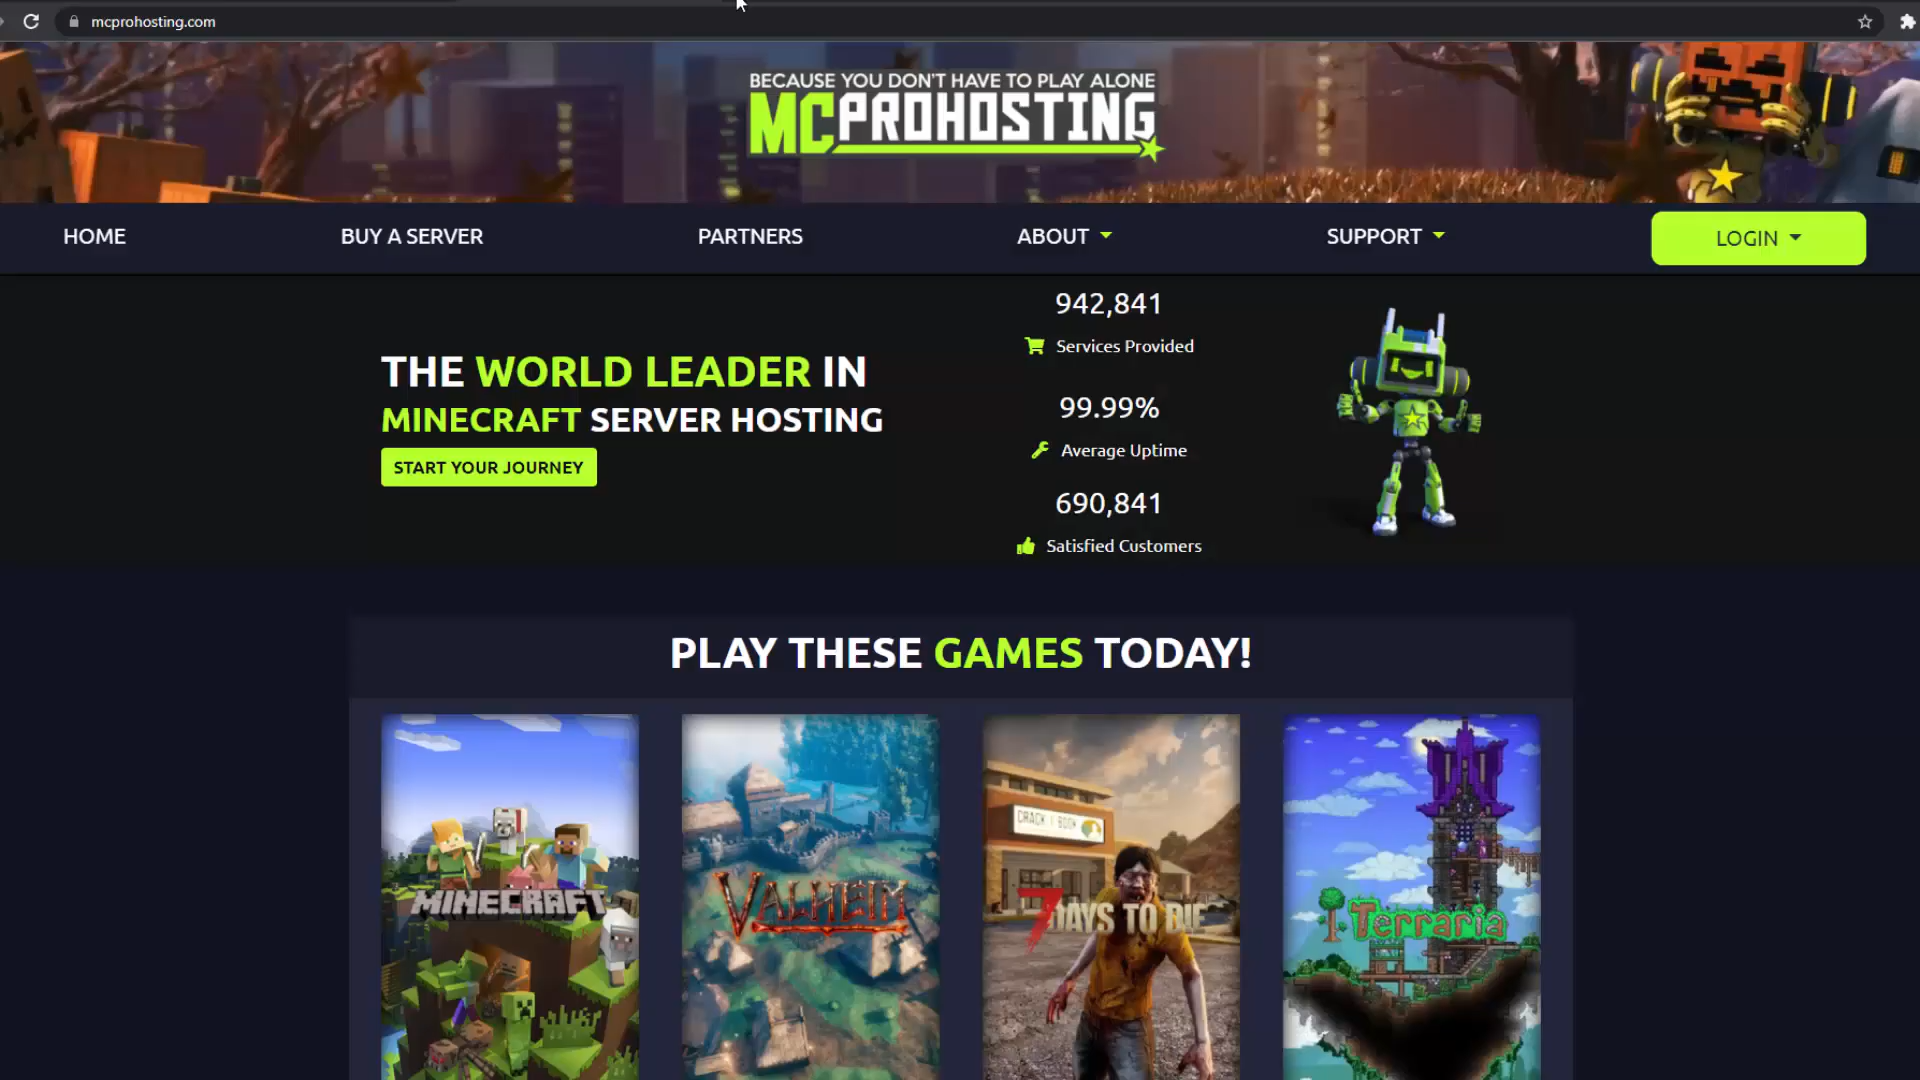 mcprohosting.com
BECAUSE YOU DON'T HAVE TO PLAY ALONE
MCPROHOSTING
HOME
BUY A SERVER
PARTNERS
ABOUT
SUPPORT
LOGIN
THE WORLD LEADER IN
MINECRAFT SERVER HOSTING
START YOUR JOURNEY
942,841
Services Provided
99.99%
Average Uptime
690,841
Satisfied Customers
PLAY THESE GAMES TODAY!
MINECRAFT
VALHEIM
CRACK A BOOK
7 DAYS TO DIE
Terraria